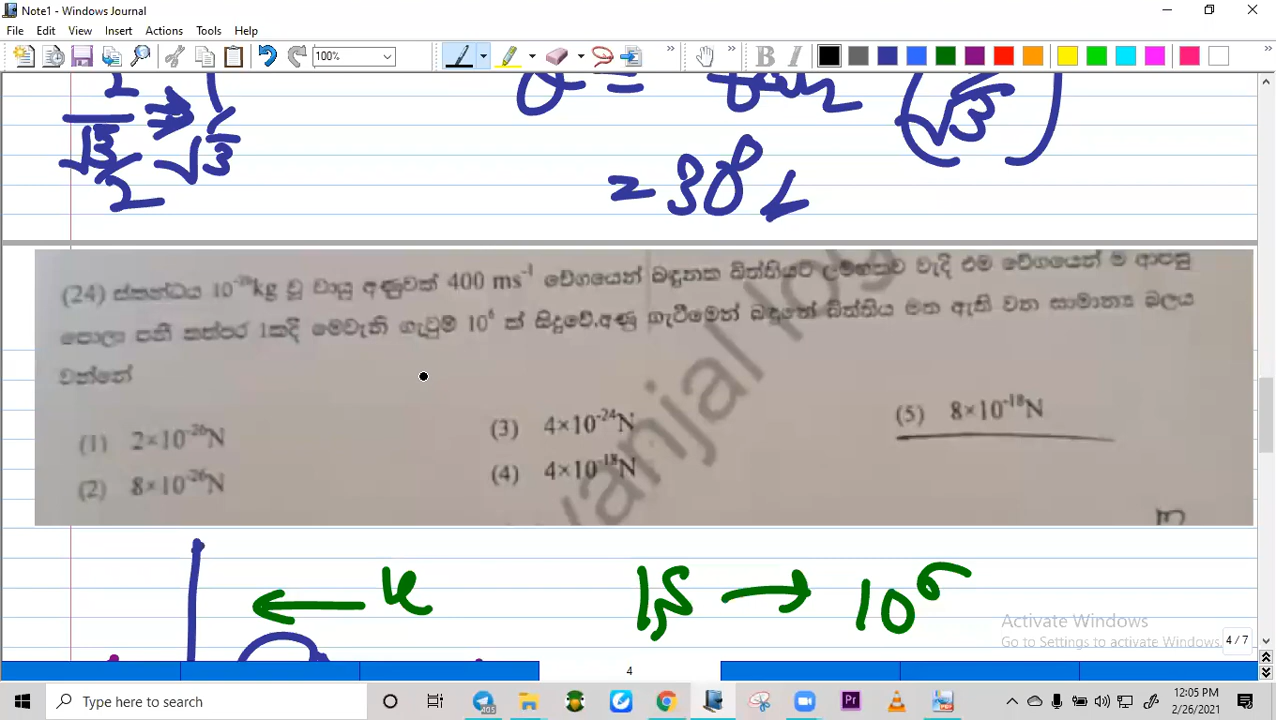 Note1 - Windows Journal
File Edit View Insert Actions Tools Help
100%
= 30°
(24) ස්කන්ධය kg වූ වායු අණුවක් 400 ms⁻¹ වේගයෙන් බඳුනක බිත්තියට ලම්භකව වැදී එම වේගයෙන් ම ආපසු
පොලා පනී තත්පර 1කදී මෙවැනි ගැටුම් 10⁶ ක් සිදුවේ.අණු ගැටීමෙන් බඳුනේ බිත්තිය මත ඇති වන සාමාන්‍ය බලය
වන්නේ
(1) 2×10⁻²⁶N
(2) 8×10⁻²⁶N
(3) 4×10⁻²⁴N
(4) 4×10⁻¹⁸N
(5) 8×10⁻¹⁸N
u
1s → 10⁶
Activate Windows
Go to Settings to activate Windows.
4 / 7
4
Type here to search
12:05 PM
2/26/2021